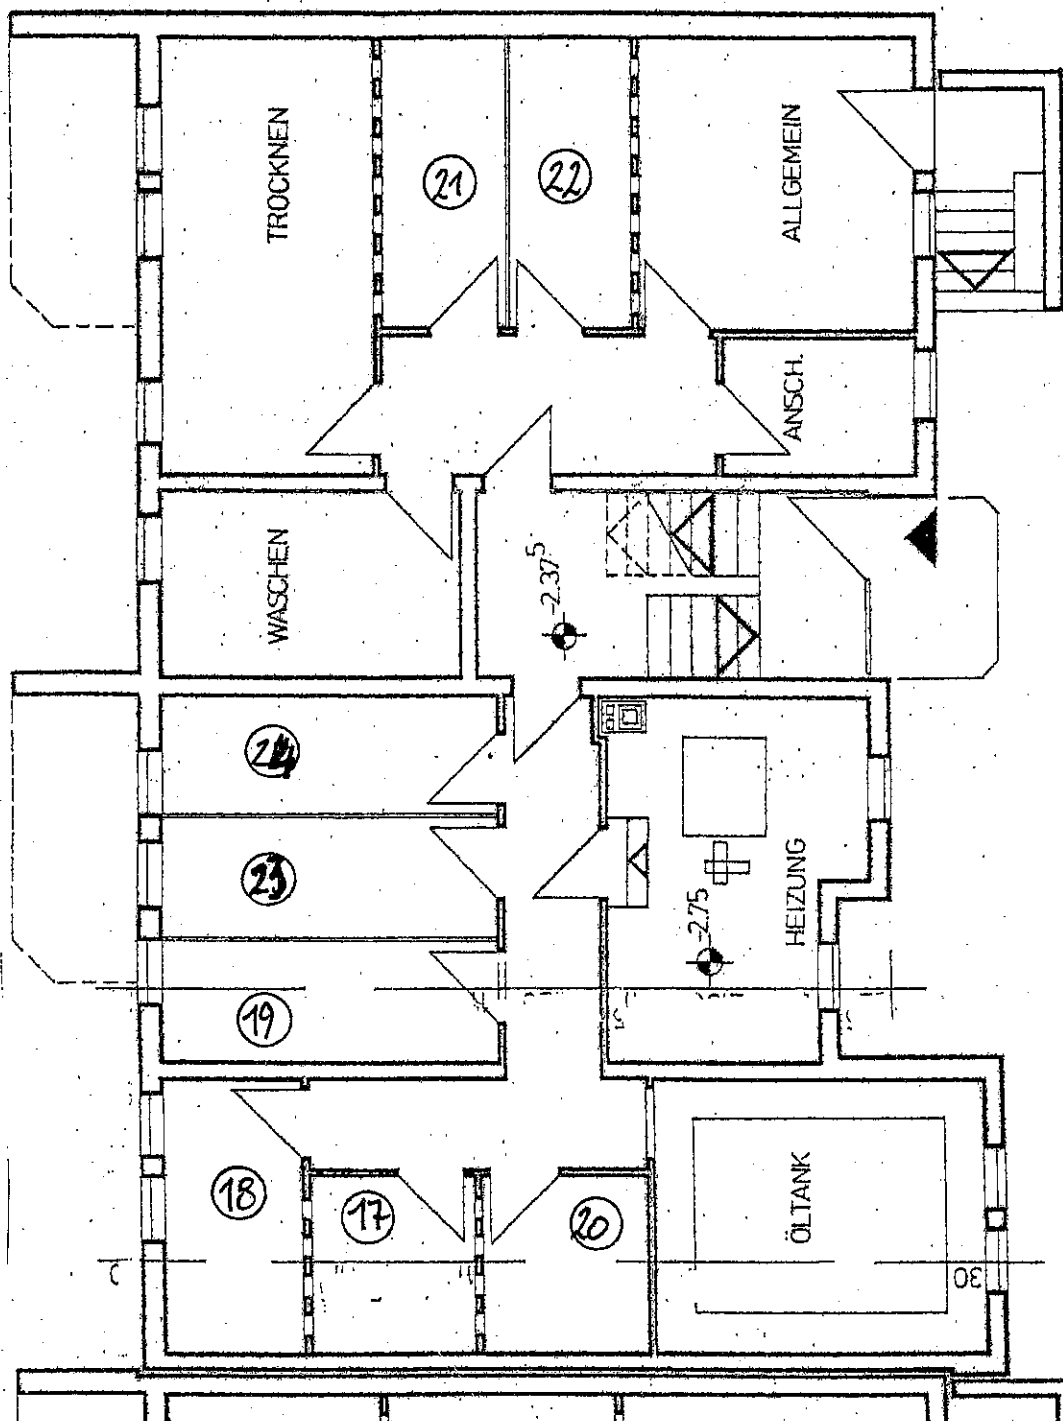 TROCKNEN
21
22
ALLGEMEIN
ANSCH.
WASCHEN
-2.37⁵
24
23
HEIZUNG
-2.75
19
18
17
20
ÖLTANK
30